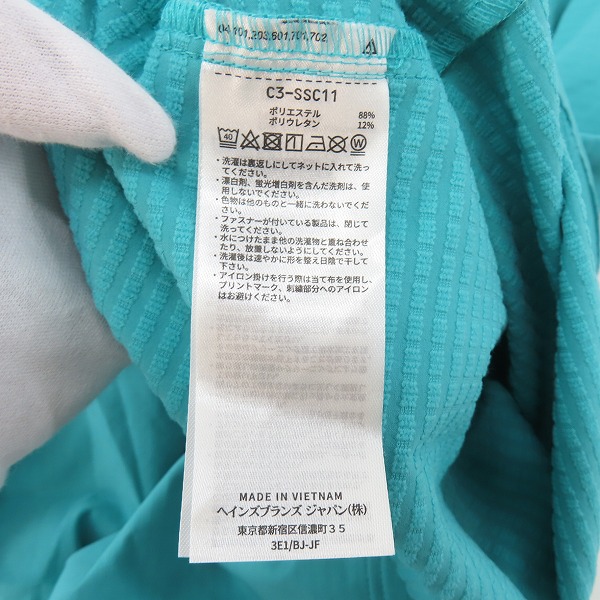 C3-SSC11
ポリエステル 88%
ポリウレタン 12%
40
・洗濯は裏返しにしてネットに入れて洗っ
てください。
・漂白剤、蛍光増白剤を含んだ洗剤は、使
用しないでください。
・色物は他のものと一緒に洗わないでくだ
さい。
・ファスナーが付いている製品は、閉じて
洗ってください。
・水につけたまま他の洗濯物と重ね合わせ
たり、放置しないようにしてください。
・洗濯後は速やかに形を整え日陰で干して
下さい。
・アイロン掛けを行う際は当て布を使用し、
プリントマーク、刺繍部分へのアイロン
はお避けください。
MADE IN VIETNAM
ヘインズブランズ ジャパン(株)
東京都新宿区信濃町35
3E1/BJ-JF